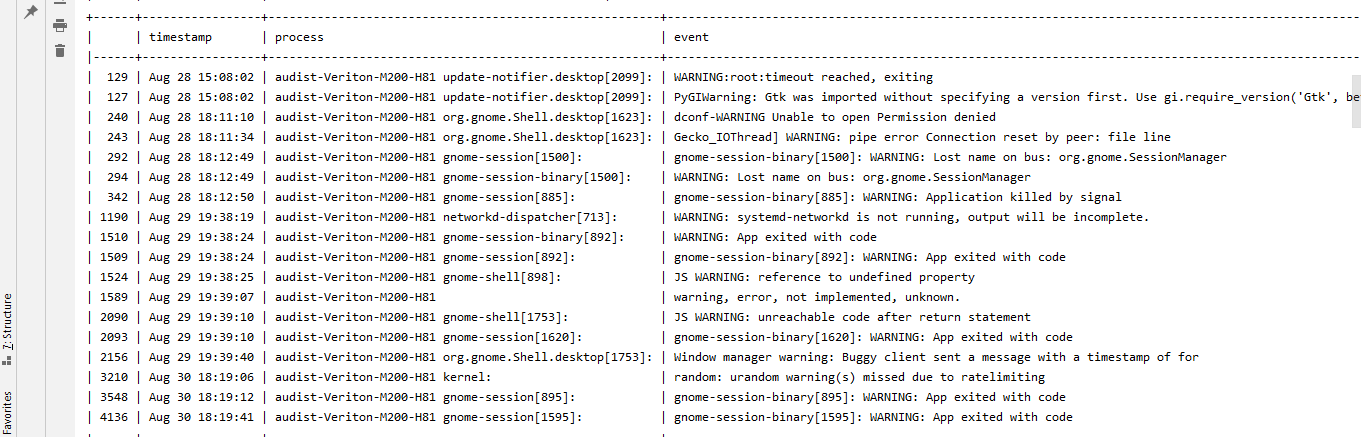 timestamp | process | event
129 | Aug 28 15:08:02 | audist-Veriton-M200-H81 update-notifier.desktop[2099]: | WARNING:root:timeout reached, exiting
127 | Aug 28 15:08:02 | audist-Veriton-M200-H81 update-notifier.desktop[2099]: | PyGIWarning: Gtk was imported without specifying a version first. Use gi.require_version('Gtk', be
240 | Aug 28 18:11:10 | audist-Veriton-M200-H81 org.gnome.Shell.desktop[1623]: | dconf-WARNING Unable to open Permission denied
243 | Aug 28 18:11:34 | audist-Veriton-M200-H81 org.gnome.Shell.desktop[1623]: | Gecko_IOThread] WARNING: pipe error Connection reset by peer: file line
292 | Aug 28 18:12:49 | audist-Veriton-M200-H81 gnome-session[1500]: | gnome-session-binary[1500]: WARNING: Lost name on bus: org.gnome.SessionManager
294 | Aug 28 18:12:49 | audist-Veriton-M200-H81 gnome-session-binary[1500]: | WARNING: Lost name on bus: org.gnome.SessionManager
342 | Aug 28 18:12:50 | audist-Veriton-M200-H81 gnome-session[885]: | gnome-session-binary[885]: WARNING: Application killed by signal
1190 | Aug 29 19:38:19 | audist-Veriton-M200-H81 networkd-dispatcher[713]: | WARNING: systemd-networkd is not running, output will be incomplete.
1510 | Aug 29 19:38:24 | audist-Veriton-M200-H81 gnome-session-binary[892]: | WARNING: App exited with code
1509 | Aug 29 19:38:24 | audist-Veriton-M200-H81 gnome-session[892]: | gnome-session-binary[892]: WARNING: App exited with code
1524 | Aug 29 19:38:25 | audist-Veriton-M200-H81 gnome-shell[898]: | JS WARNING: reference to undefined property
1589 | Aug 29 19:39:07 | audist-Veriton-M200-H81 | warning, error, not implemented, unknown.
2090 | Aug 29 19:39:10 | audist-Veriton-M200-H81 gnome-shell[1753]: | JS WARNING: unreachable code after return statement
2093 | Aug 29 19:39:10 | audist-Veriton-M200-H81 gnome-session[1620]: | gnome-session-binary[1620]: WARNING: App exited with code
2156 | Aug 29 19:39:40 | audist-Veriton-M200-H81 org.gnome.Shell.desktop[1753]: | Window manager warning: Buggy client sent a message with a timestamp of for
3210 | Aug 30 18:19:06 | audist-Veriton-M200-H81 kernel: | random: urandom warning(s) missed due to ratelimiting
3548 | Aug 30 18:19:12 | audist-Veriton-M200-H81 gnome-session[895]: | gnome-session-binary[895]: WARNING: App exited with code
4136 | Aug 30 18:19:41 | audist-Veriton-M200-H81 gnome-session[1595]: | gnome-session-binary[1595]: WARNING: App exited with code
7: Structure
Favorites